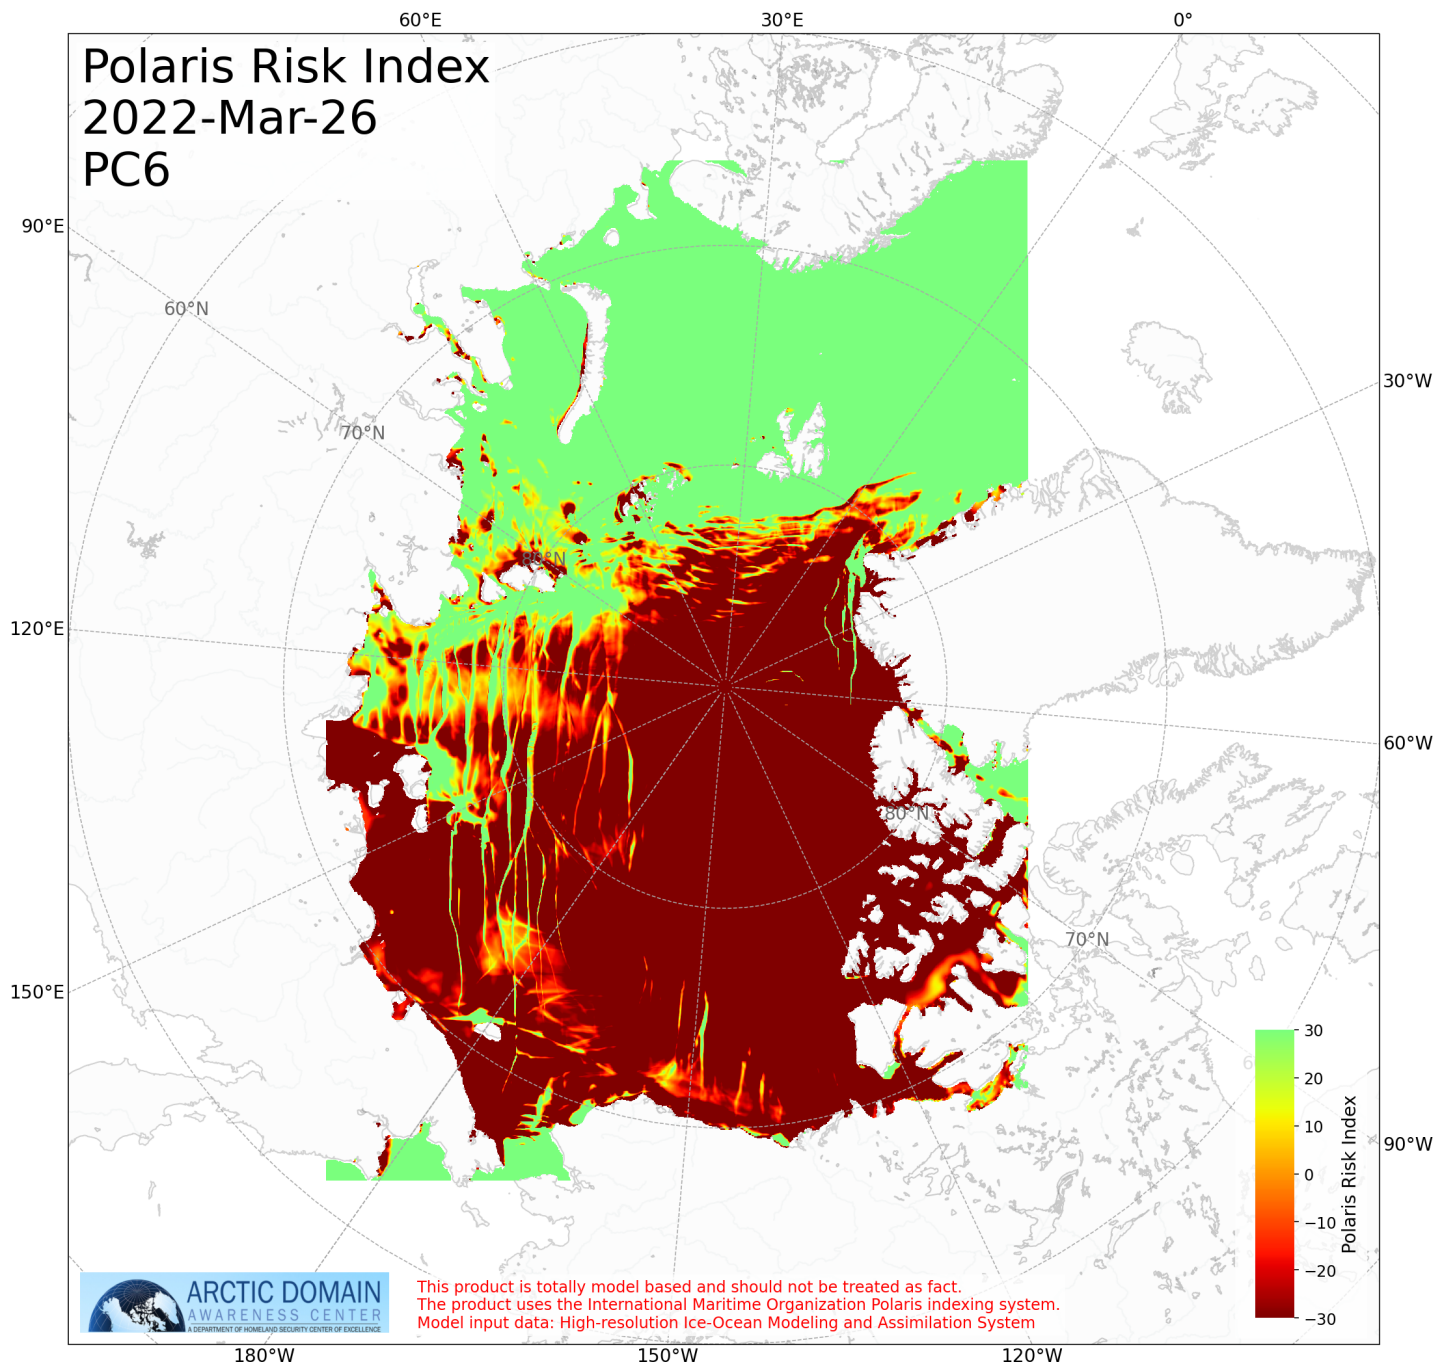 60°E 30°E 0°
Polaris Risk Index
2022-Mar-26
PC6
90°E
60°N
30°W
70°N
80°N
120°E
60°W
80°N
70°N
150°E
30
20
10
0
−10
−20
−30
Polaris Risk Index
90°W
ARCTIC DOMAIN
AWARENESS CENTER
A DEPARTMENT OF HOMELAND SECURITY CENTER OF EXCELLENCE
This product is totally model based and should not be treated as fact.
The product uses the International Maritime Organization Polaris indexing system.
Model input data: High-resolution Ice-Ocean Modeling and Assimilation System
180°W 150°W 120°W